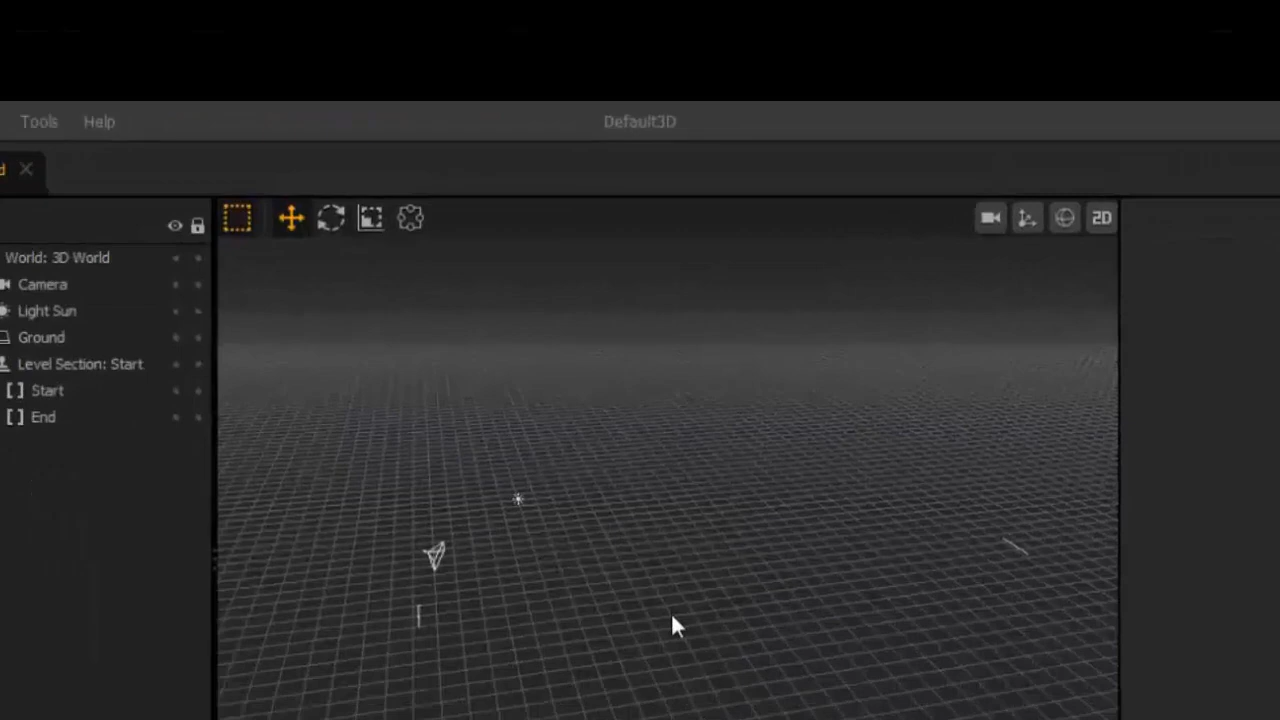 Tools Help Default3D
d
2D
World: 3D World
Camera
Light Sun
Ground
Level Section: Start
Start
End